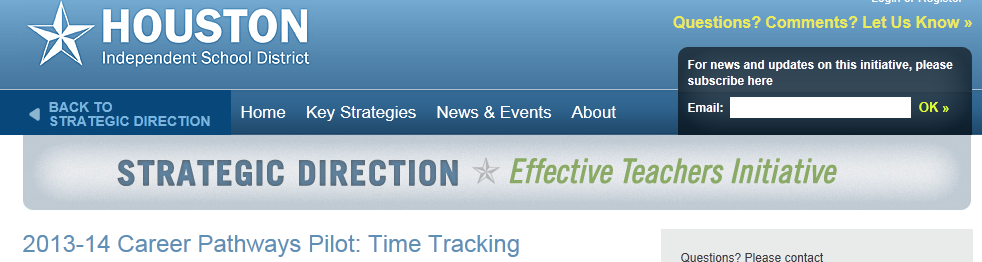 Login or Register
HOUSTON
Independent School District
Questions? Comments? Let Us Know »
For news and updates on this initiative, please
subscribe here
Email:
OK »
BACK TO
STRATEGIC DIRECTION
Home
Key Strategies
News & Events
About
STRATEGIC DIRECTION Effective Teachers Initiative
2013-14 Career Pathways Pilot: Time Tracking
Questions? Please contact